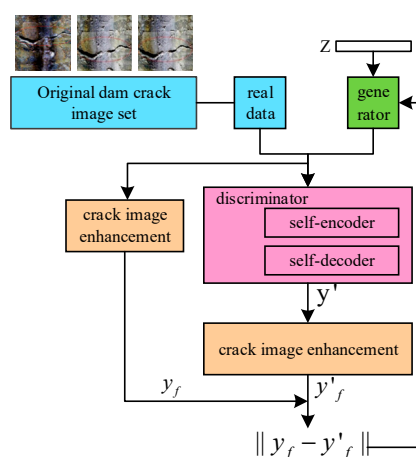 Z
Original dam crack
image set
real
data
gene
rator
discriminator
self-encoder
self-decoder
crack image
enhancement
y'
crack image enhancement
y_f
y'_f
|| y_f − y'_f ||